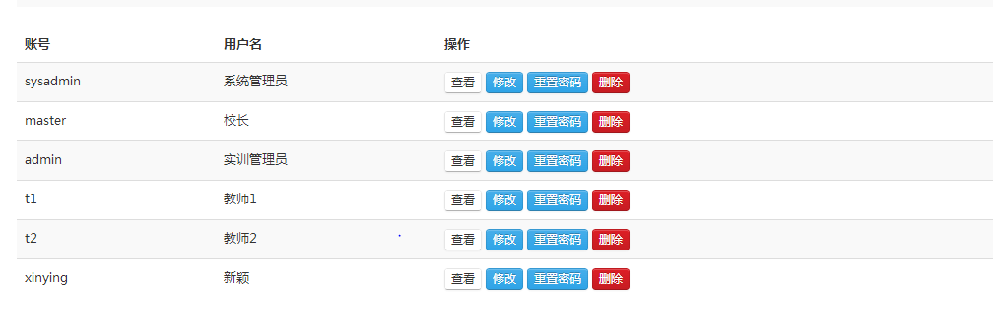 账号 用户名 操作
sysadmin 系统管理员 查看 修改 重置密码 删除
master 校长 查看 修改 重置密码 删除
admin 实训管理员 查看 修改 重置密码 删除
t1 教师1 查看 修改 重置密码 删除
t2 教师2 查看 修改 重置密码 删除
xinying 新颖 查看 修改 重置密码 删除